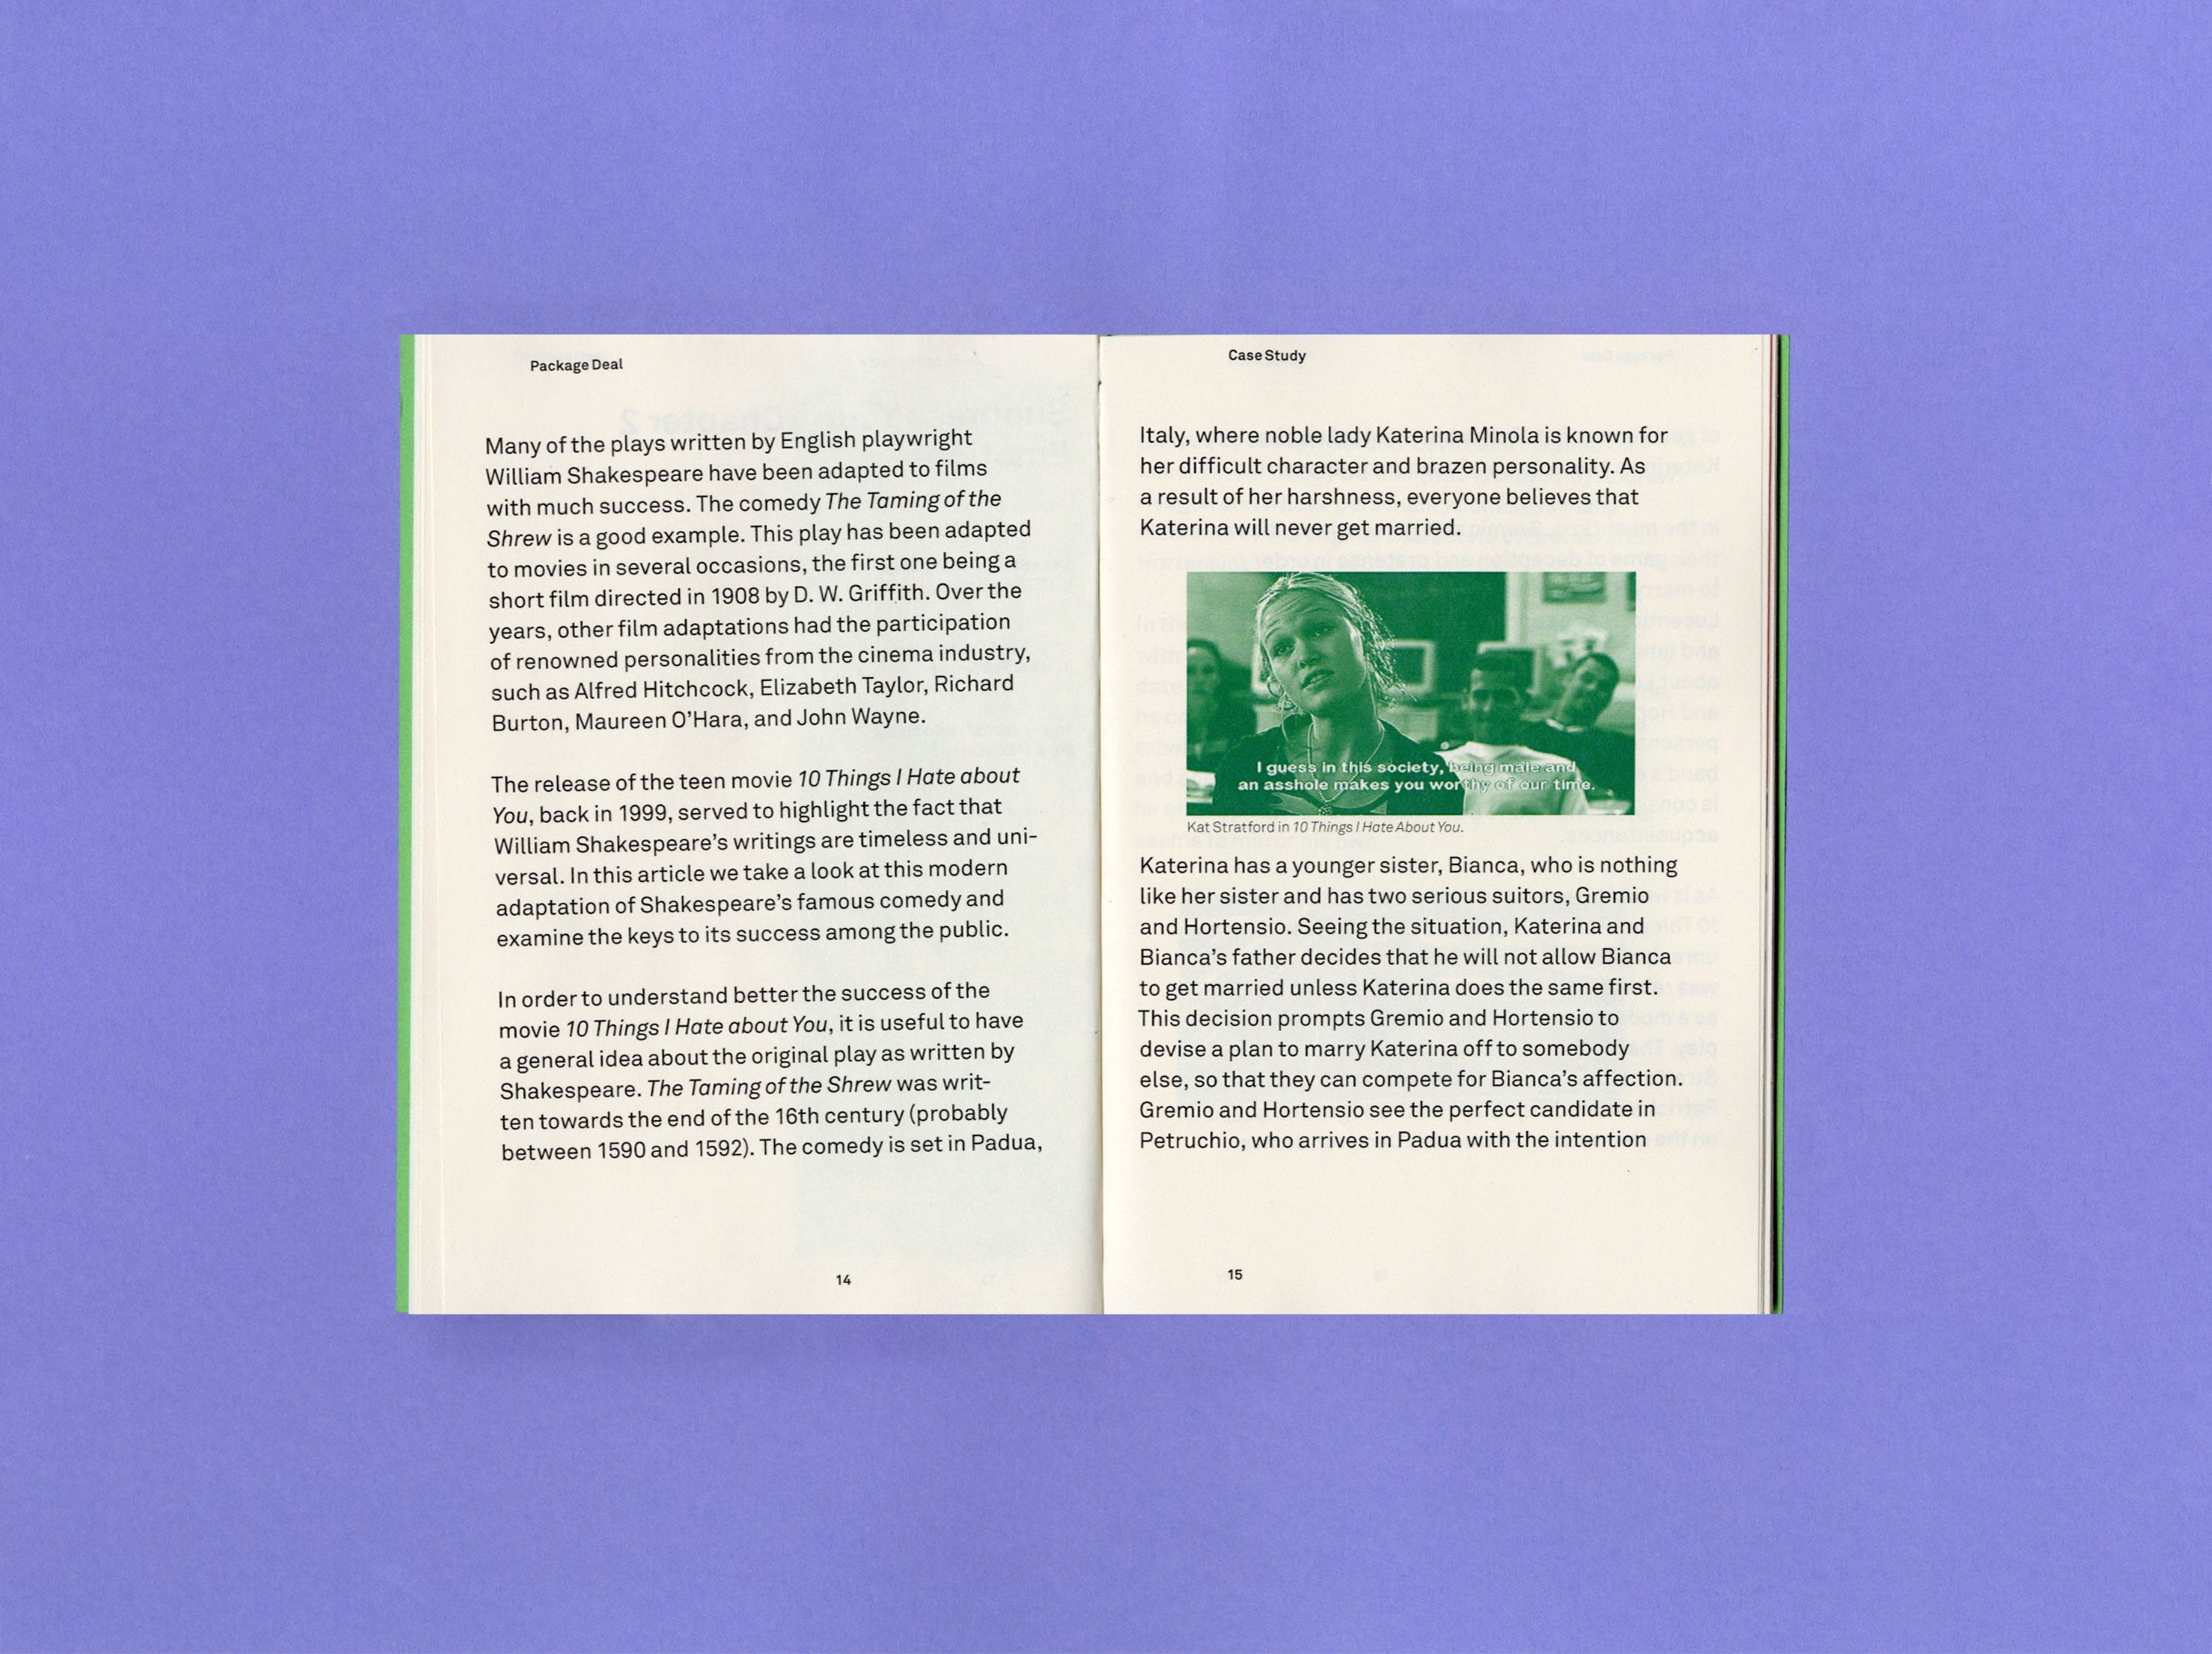 Package Deal
Many of the plays written by English playwright
William Shakespeare have been adapted to films
with much success. The comedy The Taming of the
Shrew is a good example. This play has been adapted
to movies in several occasions, the first one being a
short film directed in 1908 by D. W. Griffith. Over the
years, other film adaptations had the participation
of renowned personalities from the cinema industry,
such as Alfred Hitchcock, Elizabeth Taylor, Richard
Burton, Maureen O’Hara, and John Wayne.
The release of the teen movie 10 Things I Hate about
You, back in 1999, served to highlight the fact that
William Shakespeare’s writings are timeless and uni-
versal. In this article we take a look at this modern
adaptation of Shakespeare’s famous comedy and
examine the keys to its success among the public.
In order to understand better the success of the
movie 10 Things I Hate about You, it is useful to have
a general idea about the original play as written by
Shakespeare. The Taming of the Shrew was writ-
ten towards the end of the 16th century (probably
between 1590 and 1592). The comedy is set in Padua,
14
Case Study
Italy, where noble lady Katerina Minola is known for
her difficult character and brazen personality. As
a result of her harshness, everyone believes that
Katerina will never get married.
I guess in this society, being male and
an asshole makes you worthy of our time.
Kat Stratford in 10 Things I Hate About You.
Katerina has a younger sister, Bianca, who is nothing
like her sister and has two serious suitors, Gremio
and Hortensio. Seeing the situation, Katerina and
Bianca’s father decides that he will not allow Bianca
to get married unless Katerina does the same first.
This decision prompts Gremio and Hortensio to
devise a plan to marry Katerina off to somebody
else, so that they can compete for Bianca’s affection.
Gremio and Hortensio see the perfect candidate in
Petruchio, who arrives in Padua with the intention
15